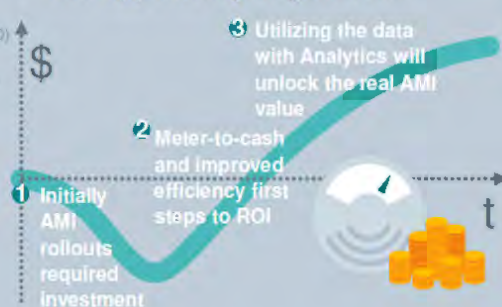 $
3 Utilizing the data
with Analytics will
unlock the real AMI
value
2 Meter-to-cash
and improved
efficiency first
steps to ROI
1 Initially
AMI
rollouts
required
investment
t